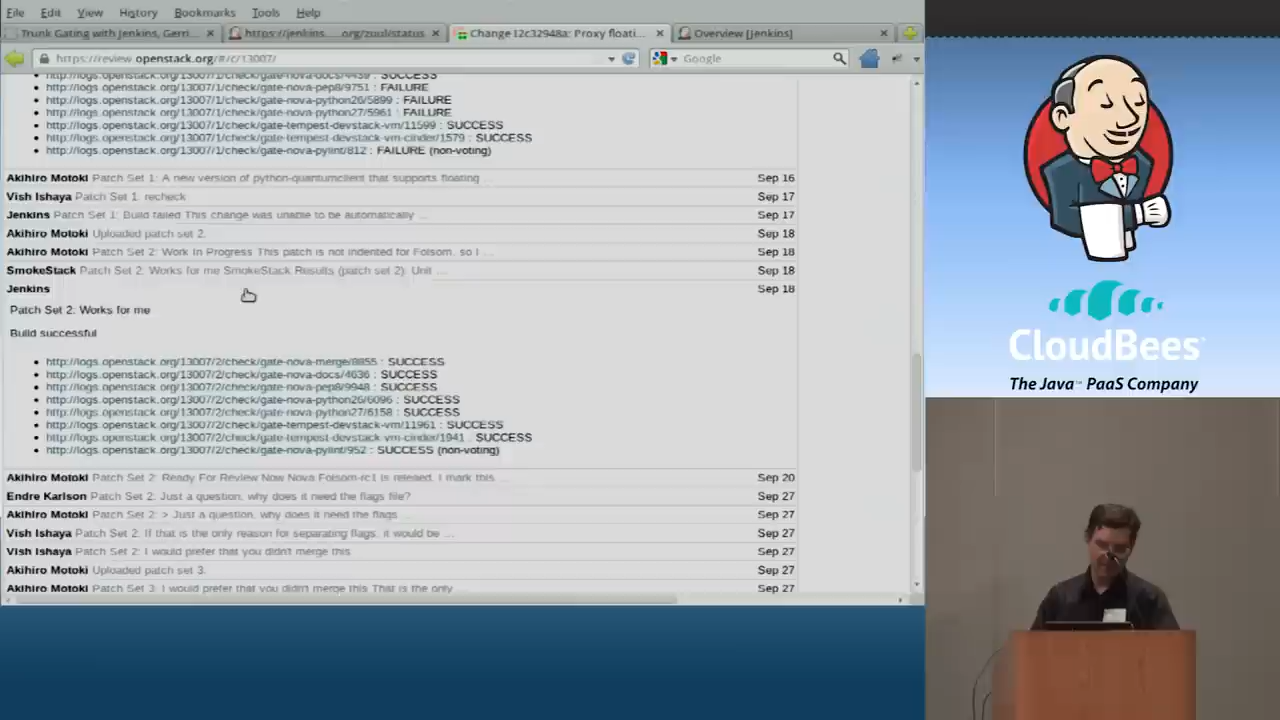 File Edit View History Bookmarks Tools Help
Trunk Gating with Jenkins, Gerri... × https://jenkins....org/zuul/status × Change I2c32948a: Proxy floati... × Overview [Jenkins] ×
https://review.openstack.org/#/c/13007/ Google
http://logs.openstack.org/13007/1/check/gate-nova-docs/4439 : SUCCESS
http://logs.openstack.org/13007/1/check/gate-nova-pep8/9751 : FAILURE
http://logs.openstack.org/13007/1/check/gate-nova-python26/5899 : FAILURE
http://logs.openstack.org/13007/1/check/gate-nova-python27/5961 : FAILURE
http://logs.openstack.org/13007/1/check/gate-tempest-devstack-vm/11599 : SUCCESS
http://logs.openstack.org/13007/1/check/gate-tempest-devstack-vm-cinder/1579 : SUCCESS
http://logs.openstack.org/13007/1/check/gate-nova-pylint/812 : FAILURE (non-voting)
Akihiro Motoki Patch Set 1: A new version of python-quantumclient that supports floating ... Sep 16
Vish Ishaya Patch Set 1: recheck Sep 17
Jenkins Patch Set 1: Build failed This change was unable to be automatically ... Sep 17
Akihiro Motoki Uploaded patch set 2. Sep 18
Akihiro Motoki Patch Set 2: Work In Progress This patch is not indented for Folsom, so I ... Sep 18
SmokeStack Patch Set 2: Works for me SmokeStack Results (patch set 2): Unit ... Sep 18
Jenkins Sep 18
Patch Set 2: Works for me
Build successful
http://logs.openstack.org/13007/2/check/gate-nova-merge/8855 : SUCCESS
http://logs.openstack.org/13007/2/check/gate-nova-docs/4636 : SUCCESS
http://logs.openstack.org/13007/2/check/gate-nova-pep8/9948 : SUCCESS
http://logs.openstack.org/13007/2/check/gate-nova-python26/6096 : SUCCESS
http://logs.openstack.org/13007/2/check/gate-nova-python27/6158 : SUCCESS
http://logs.openstack.org/13007/2/check/gate-tempest-devstack-vm/11961 : SUCCESS
http://logs.openstack.org/13007/2/check/gate-tempest-devstack-vm-cinder/1941 : SUCCESS
http://logs.openstack.org/13007/2/check/gate-nova-pylint/952 : SUCCESS (non-voting)
Akihiro Motoki Patch Set 2: Ready For Review Now Nova Folsom-rc1 is released, I mark this ... Sep 20
Endre Karlson Patch Set 2: Just a question, why does it need the flags file? Sep 27
Akihiro Motoki Patch Set 2: > Just a question, why does it need the flags ... Sep 27
Vish Ishaya Patch Set 2: If that is the only reason for separating flags, it would be ... Sep 27
Vish Ishaya Patch Set 2: I would prefer that you didn't merge this Sep 27
Akihiro Motoki Uploaded patch set 3. Sep 27
Akihiro Motoki Patch Set 3: I would prefer that you didn't merge this That is the only ... Sep 27
CloudBees
The Java™ PaaS Company